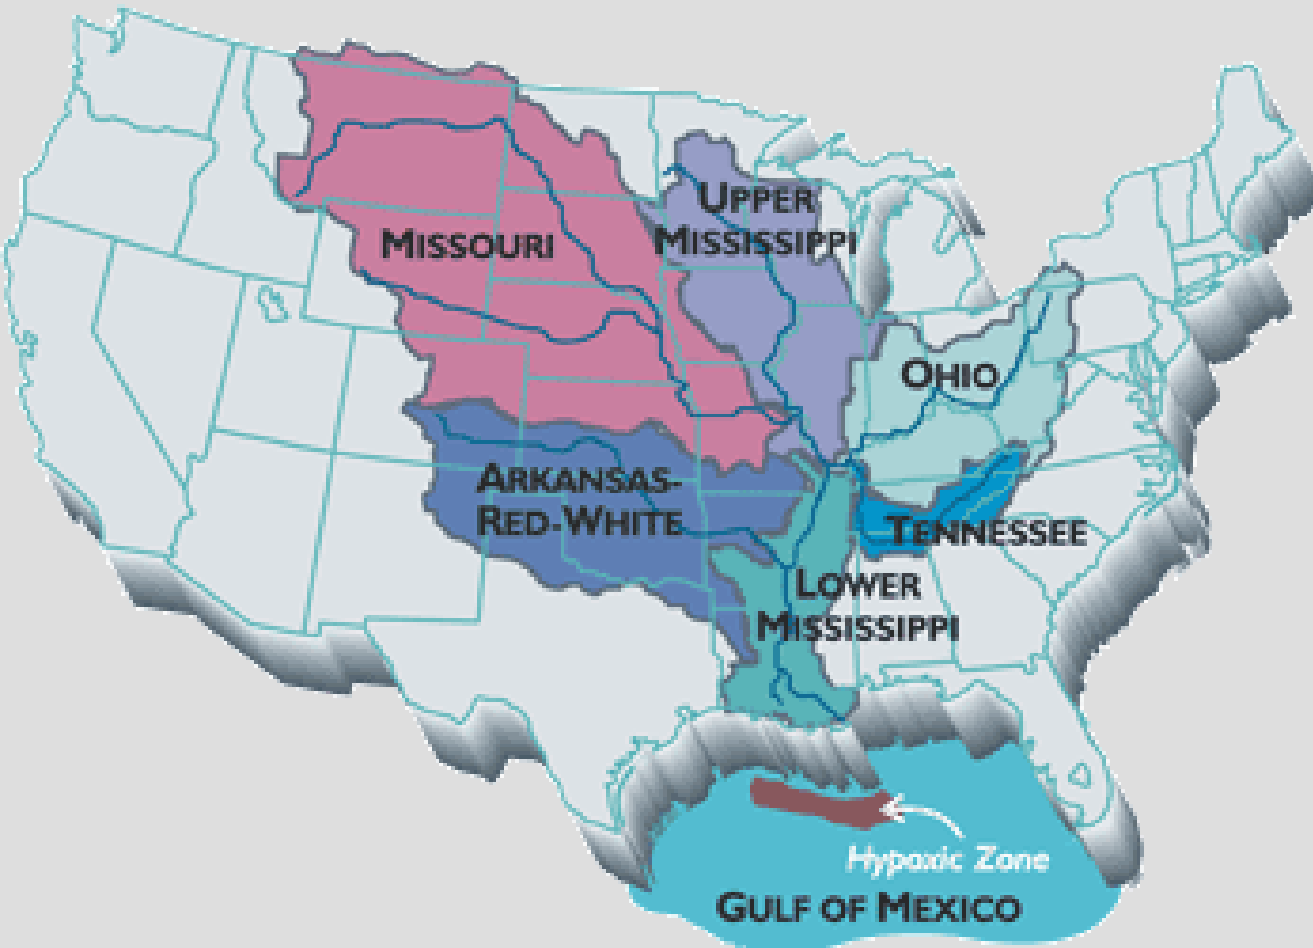 UPPER
MISSISSIPPI
MISSOURI
OHIO
ARKANSAS-
RED-WHITE
TENNESSEE
LOWER
MISSISSIPPI
Hypoxic Zone
GULF OF MEXICO